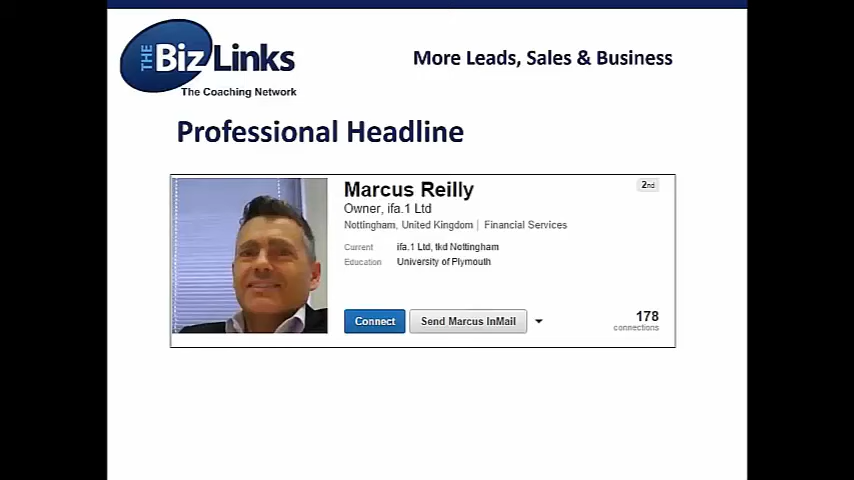 THE BizLinks
The Coaching Network
More Leads, Sales & Business
Professional Headline
Marcus Reilly
2nd
Owner, ifa.1 Ltd
Nottingham, United Kingdom | Financial Services
Current ifa.1 Ltd, tkd Nottingham
Education University of Plymouth
Connect
Send Marcus InMail
178
connections